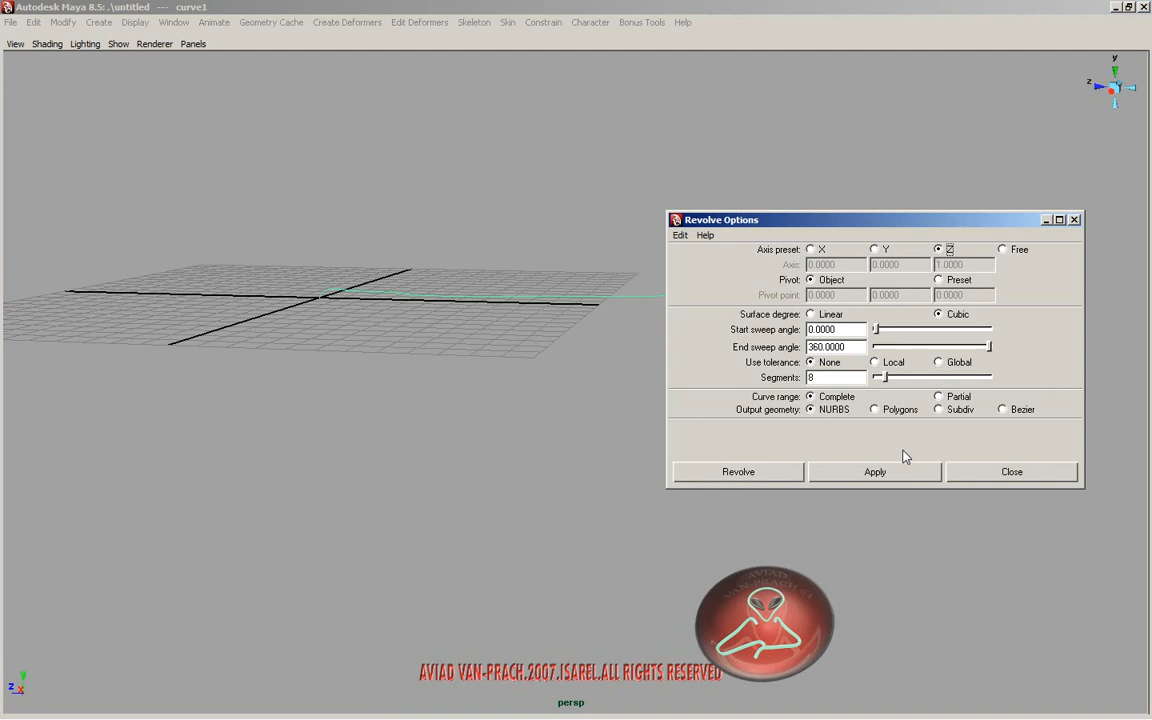 Autodesk Maya 8.5: .\untitled --- curve1
File Edit Modify Create Display Window Animate Geometry Cache Create Deformers Edit Deformers Skeleton Skin Constrain Character Bonus Tools Help
View Shading Lighting Show Renderer Panels
y
z
Revolve Options
Edit Help
Axis preset: X Y Z Free
Axis: 0.0000 0.0000 1.0000
Pivot: Object Preset
Pivot point: 0.0000 0.0000 0.0000
Surface degree: Linear Cubic
Start sweep angle: 0.0000
End sweep angle: 360.0000
Use tolerance: None Local Global
Segments: 8
Curve range: Complete Partial
Output geometry: NURBS Polygons Subdiv Bezier
Revolve Apply Close
AVIAD
VAN-PRACH.04
AVIAD VAN-PRACH.2007.ISAREL.ALL RIGHTS RESERVED
y
z x
persp